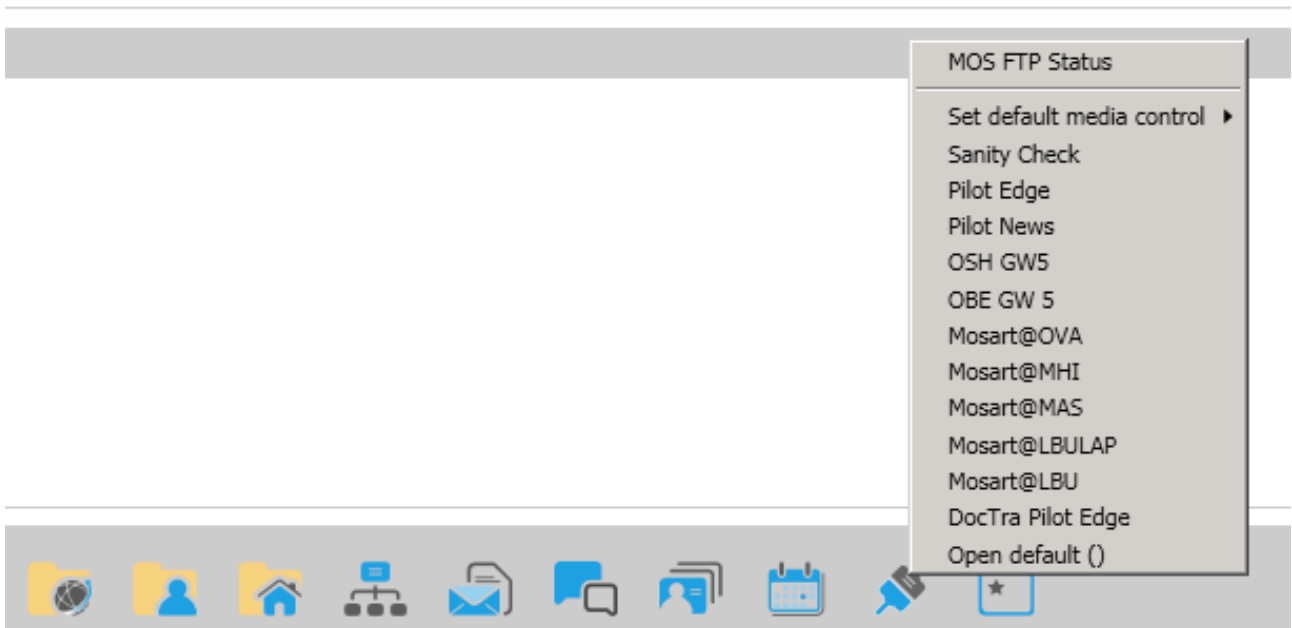 MOS FTP Status
Set default media control
Sanity Check
Pilot Edge
Pilot News
OSH GW5
OBE GW 5
Mosart@OVA
Mosart@MHI
Mosart@MAS
Mosart@LBULAP
Mosart@LBU
DocTra Pilot Edge
Open default ()